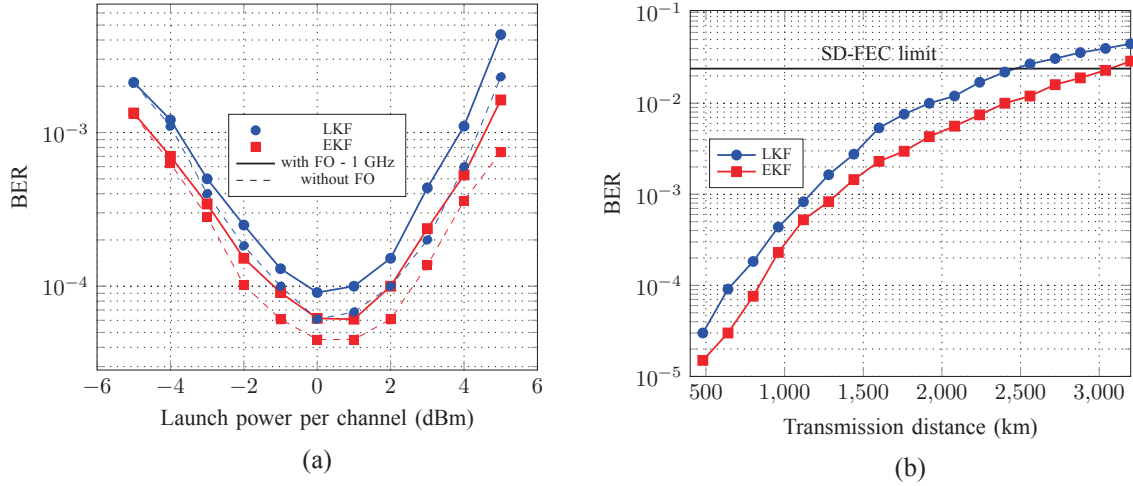 10⁻³
10⁻⁴
BER
LKF
EKF
with FO - 1 GHz
without FO
−6 −4 −2 0 2 4 6
Launch power per channel (dBm)
(a)
10⁻¹
10⁻²
10⁻³
10⁻⁴
10⁻⁵
BER
SD-FEC limit
LKF
EKF
500 1,000 1,500 2,000 2,500 3,000
Transmission distance (km)
(b)